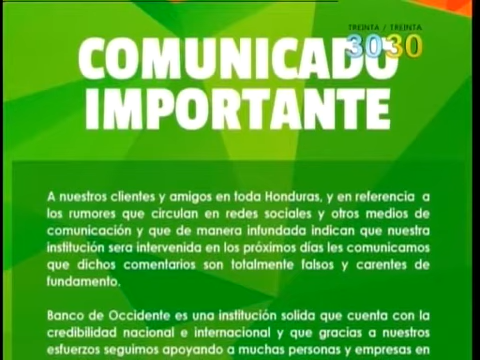 TREINTA / TREINTA
3030
COMUNICADO
IMPORTANTE
A nuestros clientes y amigos en toda Honduras, y en referencia a
los rumores que circulan en redes sociales y otros medios de
comunicación y que de manera infundada indican que nuestra
institución sera intervenida en los próximos días les comunicamos
que dichos comentarios son totalmente falsos y carentes de
fundamento.
Banco de Occidente es una institución solida que cuenta con la
credibilidad nacional e internacional y que gracias a nuestros
esfuerzos seguimos apoyando a muchas personas y empresas en